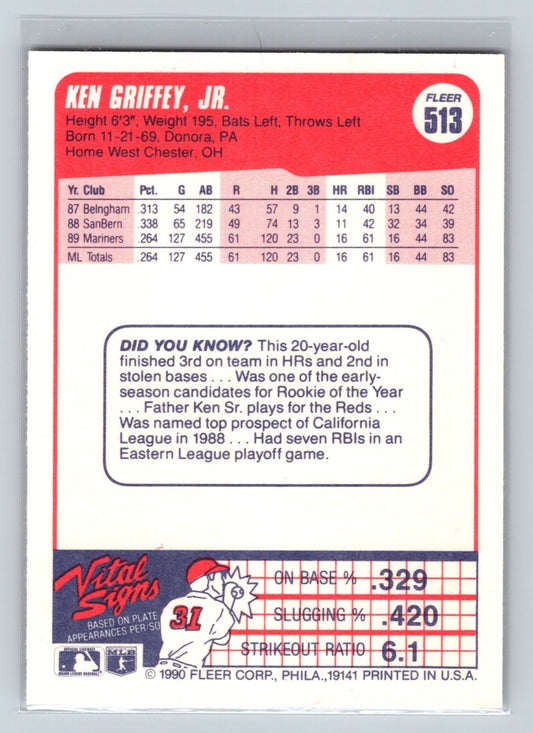 KEN GRIFFEY, JR.
FLEER
513
Height 6'3", Weight 195, Bats Left, Throws Left
Born 11-21-69, Donora, PA
Home West Chester, OH
Yr. Club Pct. G AB R H 2B 3B HR RBI SB BB SO
87 Belngham .313 54 182 43 57 9 1 14 40 13 44 42
88 SanBern. .338 65 219 49 74 13 3 11 42 32 34 39
89 Mariners .264 127 455 61 120 23 0 16 61 16 44 83
ML Totals .264 127 455 61 120 23 0 16 61 16 44 83
DID YOU KNOW? This 20-year-old
finished 3rd on team in HRs and 2nd in
stolen bases . . . Was one of the early-
season candidates for Rookie of the Year
. . . Father Ken Sr. plays for the Reds . . .
Was named top prospect of California
League in 1988 . . . Had seven RBIs in an
Eastern League playoff game.
Vital
Signs
BASED ON PLATE
APPEARANCES PER/SO
31
ON BASE % .329
SLUGGING % .420
STRIKEOUT RATIO 6.1
MLB
© 1990 FLEER CORP., PHILA.,19141 PRINTED IN U.S.A.